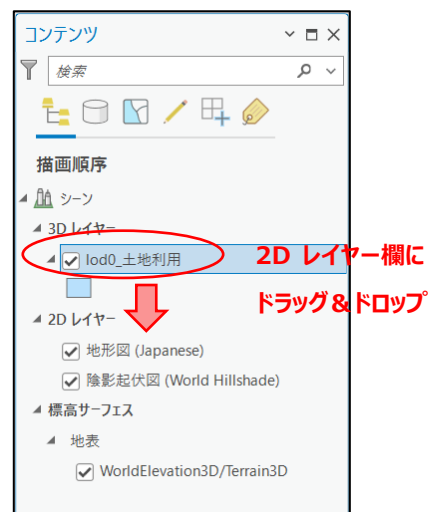 コンテンツ
検索
描画順序
シーン
3D レイヤー
lod0_土地利用
2D レイヤー欄に
ドラッグ&ドロップ
2D レイヤー
地形図 (Japanese)
陰影起伏図 (World Hillshade)
標高サーフェス
地表
WorldElevation3D/Terrain3D